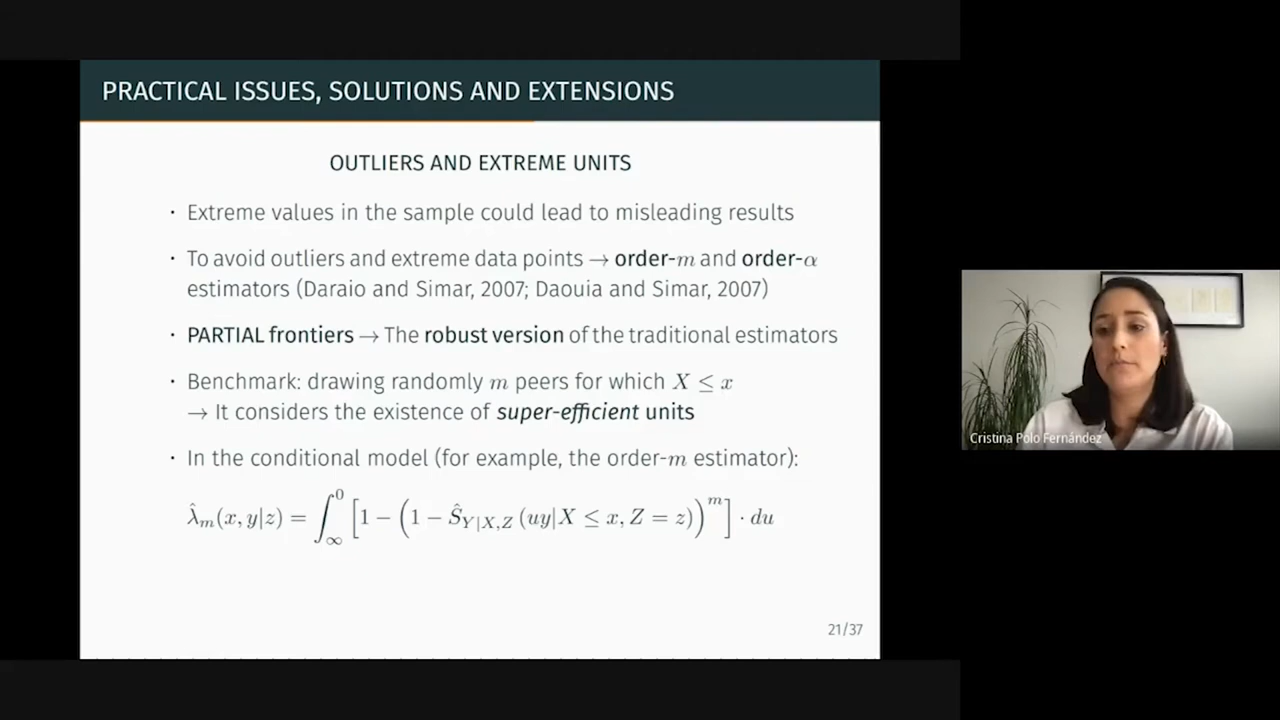 PRACTICAL ISSUES, SOLUTIONS AND EXTENSIONS
OUTLIERS AND EXTREME UNITS
· Extreme values in the sample could lead to misleading results
· To avoid outliers and extreme data points → order-m and order-α
estimators (Daraio and Simar, 2007; Daouia and Simar, 2007)
· PARTIAL frontiers → The robust version of the traditional estimators
· Benchmark: drawing randomly m peers for which X ≤ x
→ It considers the existence of super-efficient units
· In the conditional model (for example, the order-m estimator):
λ̂_m(x, y|z) = ∫_∞^0 [1 − (1 − Ŝ_{Y|X,Z} (uy|X ≤ x, Z = z))^m] · du
21/37
Cristina Polo Fernández